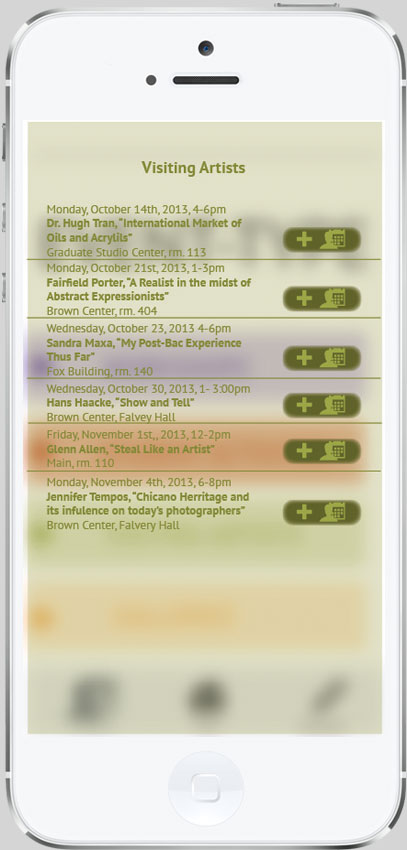 Visiting Artists
Monday, October 14th, 2013, 4-6pm
Dr. Hugh Tran, "International Market of
Oils and Acrylils"
Graduate Studio Center, rm. 113
Monday, October 21st, 2013, 1-3pm
Fairfield Porter, "A Realist in the midst of
Abstract Expressionists"
Brown Center, rm. 404
Wednesday, October 23, 2013 4-6pm
Sandra Maxa, "My Post-Bac Experience
Thus Far"
Fox Building, rm. 140
Wednesday, October 30, 2013, 1- 3:00pm
Hans Haacke, "Show and Tell"
Brown Center, Falvey Hall
Friday, November 1st,, 2013, 12-2pm
Glenn Allen, "Steal Like an Artist"
Main, rm. 110
Monday, November 4th, 2013, 6-8pm
Jennifer Tempos, "Chicano Herritage and
its infulence on today's photographers"
Brown Center, Falvery Hall